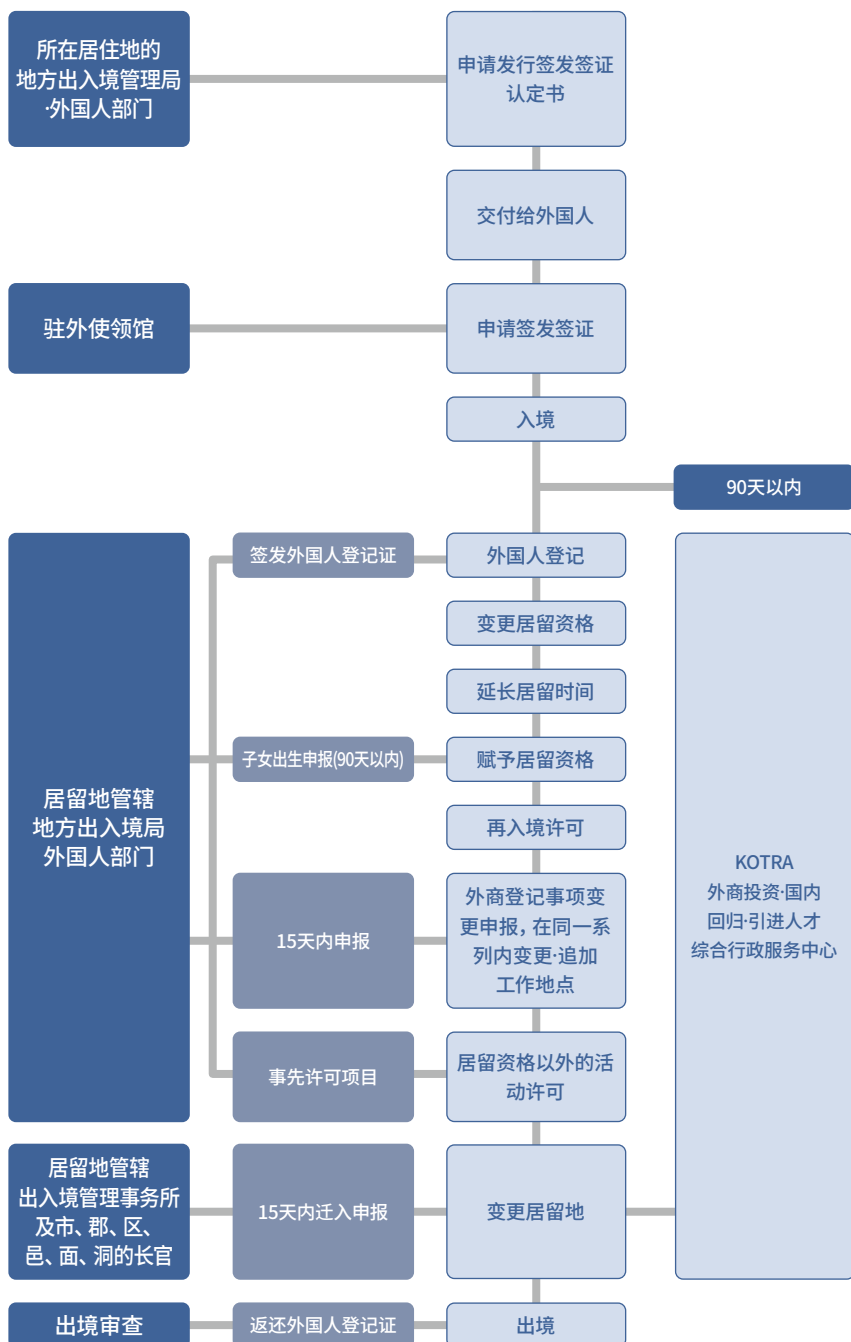 所在居住地的
地方出入境管理局
·外国人部门
申请发行签发签证
认定书
交付给外国人
驻外使领馆
申请签发签证
入境
90天以内
签发外国人登记证
外国人登记
变更居留资格
延长居留时间
子女出生申报(90天以内)
赋予居留资格
再入境许可
居留地管辖
地方出入境局
外国人部门
15天内申报
外商登记事项变
更申报，在同一系
列内变更·追加
工作地点
事先许可项目
居留资格以外的活
动许可
KOTRA
外商投资·国内
回归·引进人才
综合行政服务中心
居留地管辖
出入境管理事务所
及市、郡、区、
邑、面、洞的长官
15天内迁入申报
变更居留地
出境审查
返还外国人登记证
出境